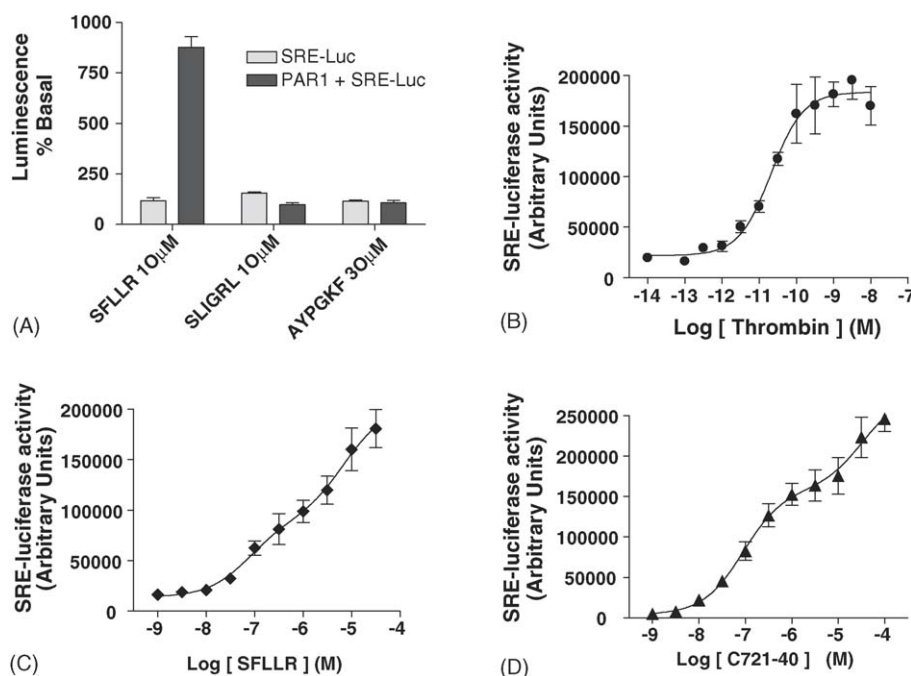 1000
750
500
250
0
Luminescence
% Basal
SRE-Luc
PAR1 + SRE-Luc
SFLLR 10µM
SLIGRL 10µM
AYPGKF 30µM
(A)
200000
150000
100000
50000
0
SRE-luciferase activity
(Arbitrary Units)
-14 -13 -12 -11 -10 -9 -8 -7
Log [ Thrombin ] (M)
(B)
200000
150000
100000
50000
0
SRE-luciferase activity
(Arbitrary Units)
-9 -8 -7 -6 -5 -4
Log [ SFLLR ] (M)
(C)
250000
200000
150000
100000
50000
0
SRE-luciferase activity
(Arbitrary Units)
-9 -8 -7 -6 -5 -4
Log [ C721-40 ] (M)
(D)